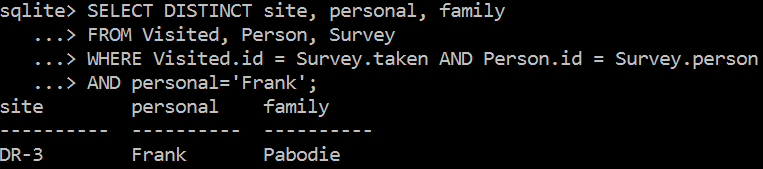 sqlite> SELECT DISTINCT site, personal, family
   ...> FROM Visited, Person, Survey
   ...> WHERE Visited.id = Survey.taken AND Person.id = Survey.person
   ...> AND personal='Frank';
site        personal    family
----------  ----------  ----------
DR-3        Frank       Pabodie